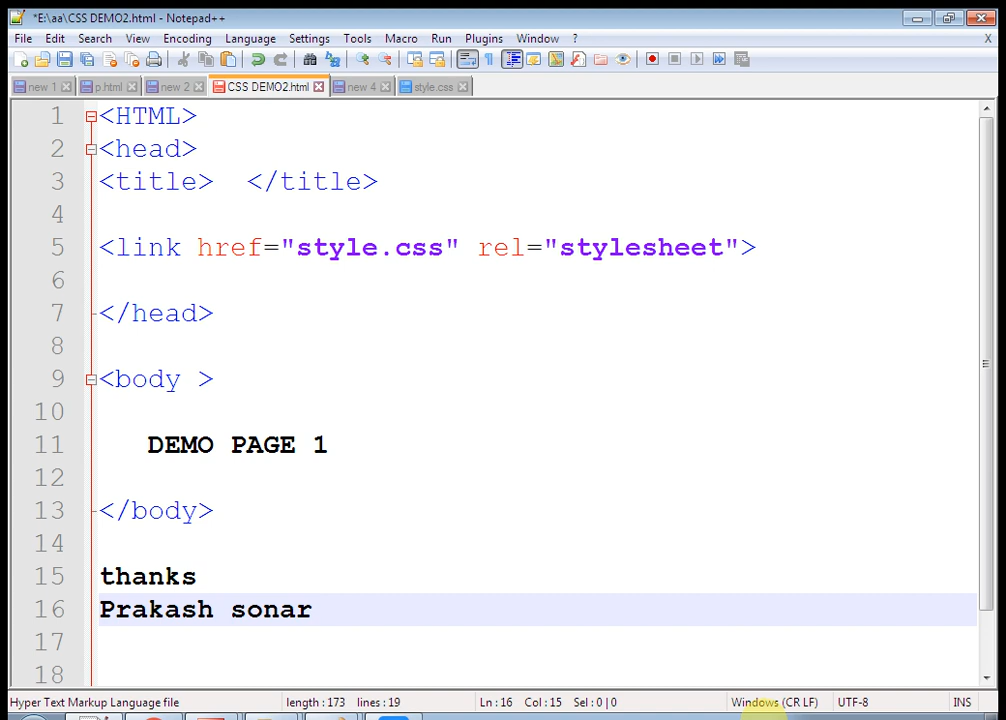 *E:\aa\CSS DEMO2.html - Notepad++
File Edit Search View Encoding Language Settings Tools Macro Run Plugins Window ? X
new 1 p.html new 2 CSS DEMO2.html new 4 style.css
1 <HTML>
2 <head>
3 <title>  </title>
4
5 <link href="style.css" rel="stylesheet">
6
7 </head>
8
9 <body >
10
11 DEMO PAGE 1
12
13 </body>
14
15 thanks
16 Prakash sonar
17
18
Hyper Text Markup Language file length : 173 lines : 19 Ln : 16 Col : 15 Sel : 0 | 0 Windows (CR LF) UTF-8 INS